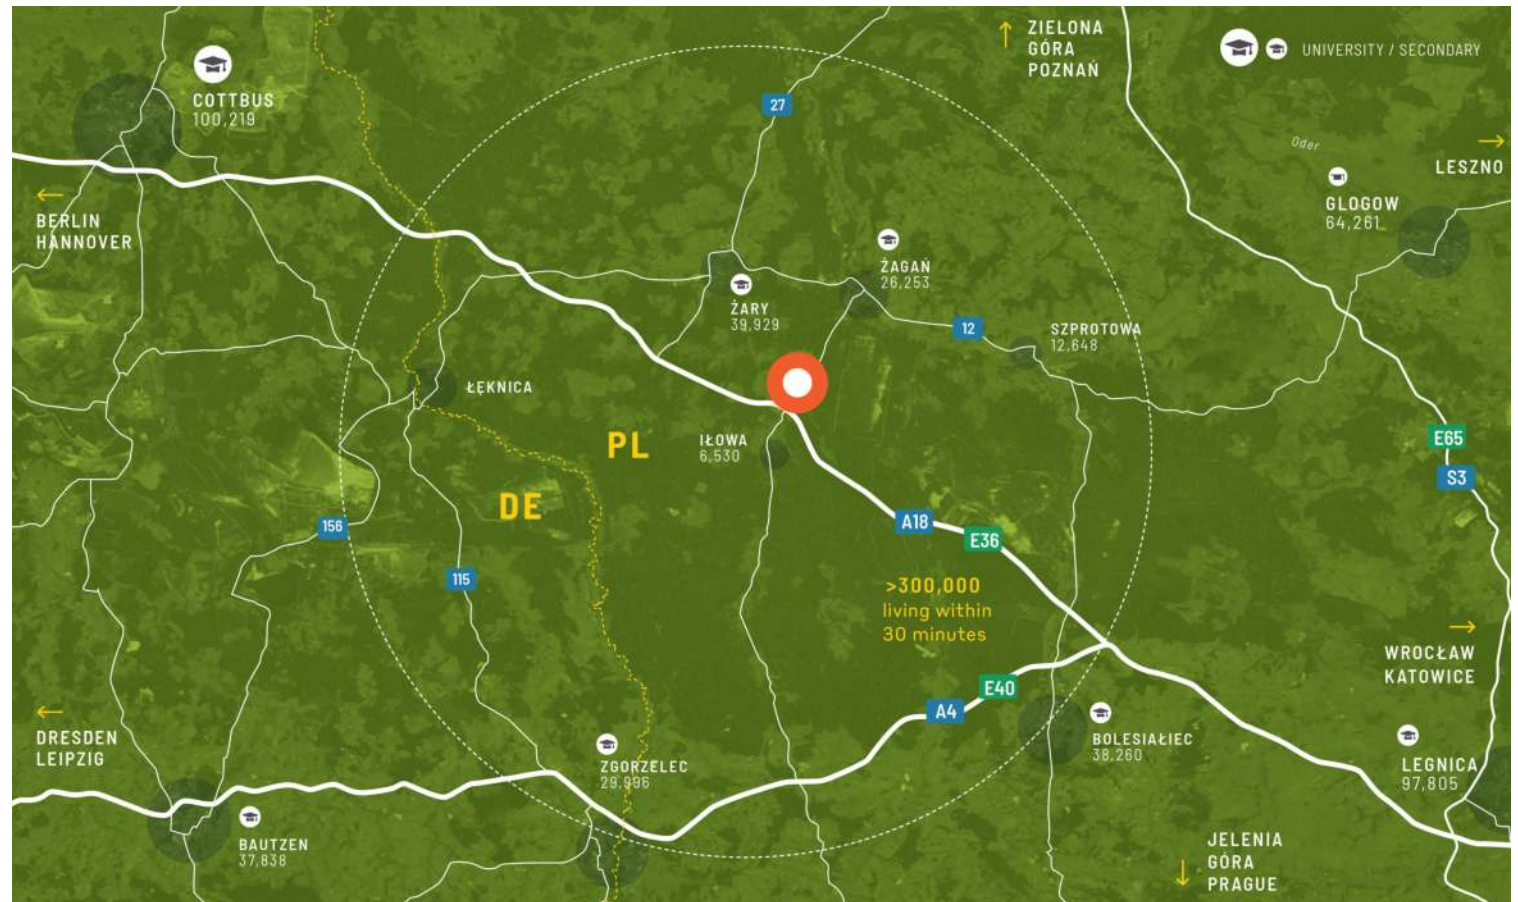 ZIELONA
GÓRA
POZNAŃ
UNIVERSITY / SECONDARY
COTTBUS
100,219
27
Oder
LESZNO
BERLIN
HANNOVER
GLOGOW
64,261
ŻAGAŃ
26,253
ŻARY
39,929
12
SZPROTOWA
12,648
ŁĘKNICA
PL
IŁOWA
6,530
E65
S3
DE
156
A18
E36
115
>300,000
living within
30 minutes
WROCŁAW
KATOWICE
E40
A4
DRESDEN
LEIPZIG
ZGORZELEC
29,996
BOLESIAŁIEC
38,260
LEGNICA
97,805
BAUTZEN
37,838
JELENIA
GÓRA
PRAGUE